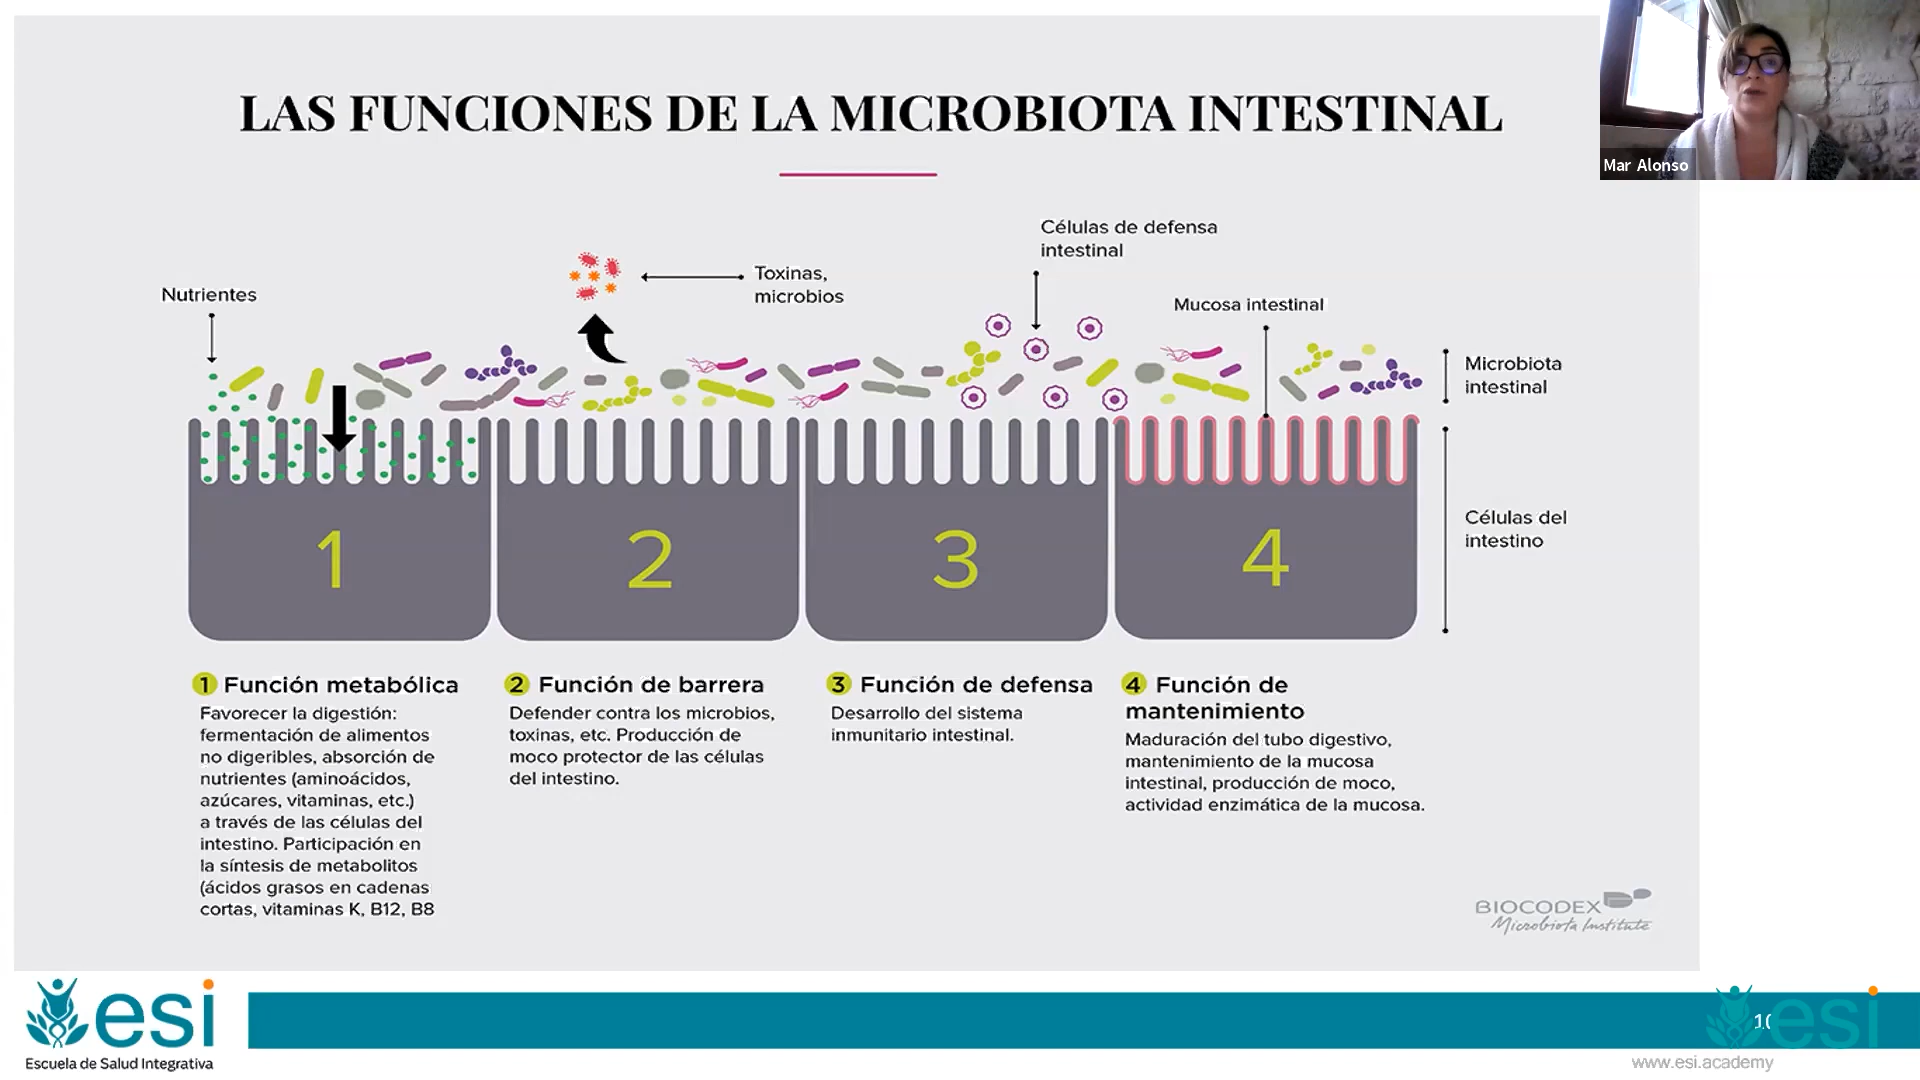 LAS FUNCIONES DE LA MICROBIOTA INTESTINAL
Mar Alonso
Células de defensa
intestinal
Toxinas,
microbios
Nutrientes
Mucosa intestinal
Microbiota
intestinal
Células del
intestino
1
2
3
4
1 Función metabólica
Favorecer la digestión:
fermentación de alimentos
no digeribles, absorción de
nutrientes (aminoácidos,
azúcares, vitaminas, etc.)
a través de las células del
intestino. Participación en
la síntesis de metabolitos
(ácidos grasos en cadenas
cortas, vitaminas K, B12, B8
2 Función de barrera
Defender contra los microbios,
toxinas, etc. Producción de
moco protector de las células
del intestino.
3 Función de defensa
Desarrollo del sistema
inmunitario intestinal.
4 Función de
mantenimiento
Maduración del tubo digestivo,
mantenimiento de la mucosa
intestinal, producción de moco,
actividad enzimática de la mucosa.
BIOCODEX
Microbiota Institute
esi
Escuela de Salud Integrativa
10
esi
www.esi.academy